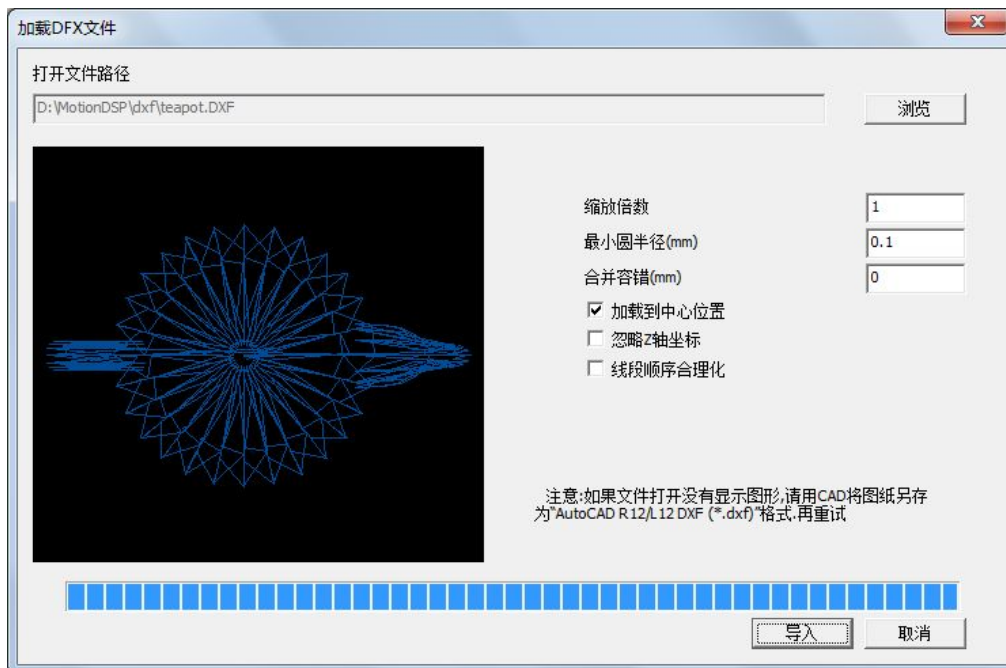 加载DFX文件
打开文件路径
D:\MotionDSP\dxf\teapot.DXF
浏览
缩放倍数
1
最小圆半径(mm)
0.1
合并容错(mm)
0
加载到中心位置
忽略Z轴坐标
线段顺序合理化
注意:如果文件打开没有显示图形,请用CAD将图纸另存
为"AutoCAD R12/L12 DXF (*.dxf)"格式.再重试
导入
取消